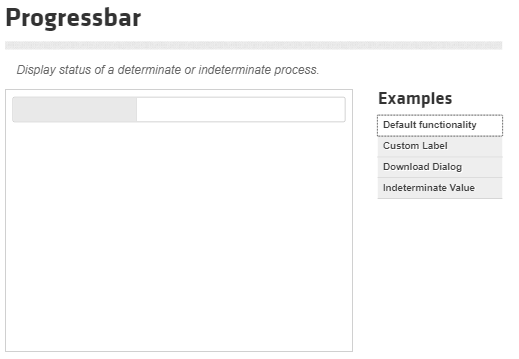 Progressbar
Display status of a determinate or indeterminate process.
Examples
Default functionality
Custom Label
Download Dialog
Indeterminate Value